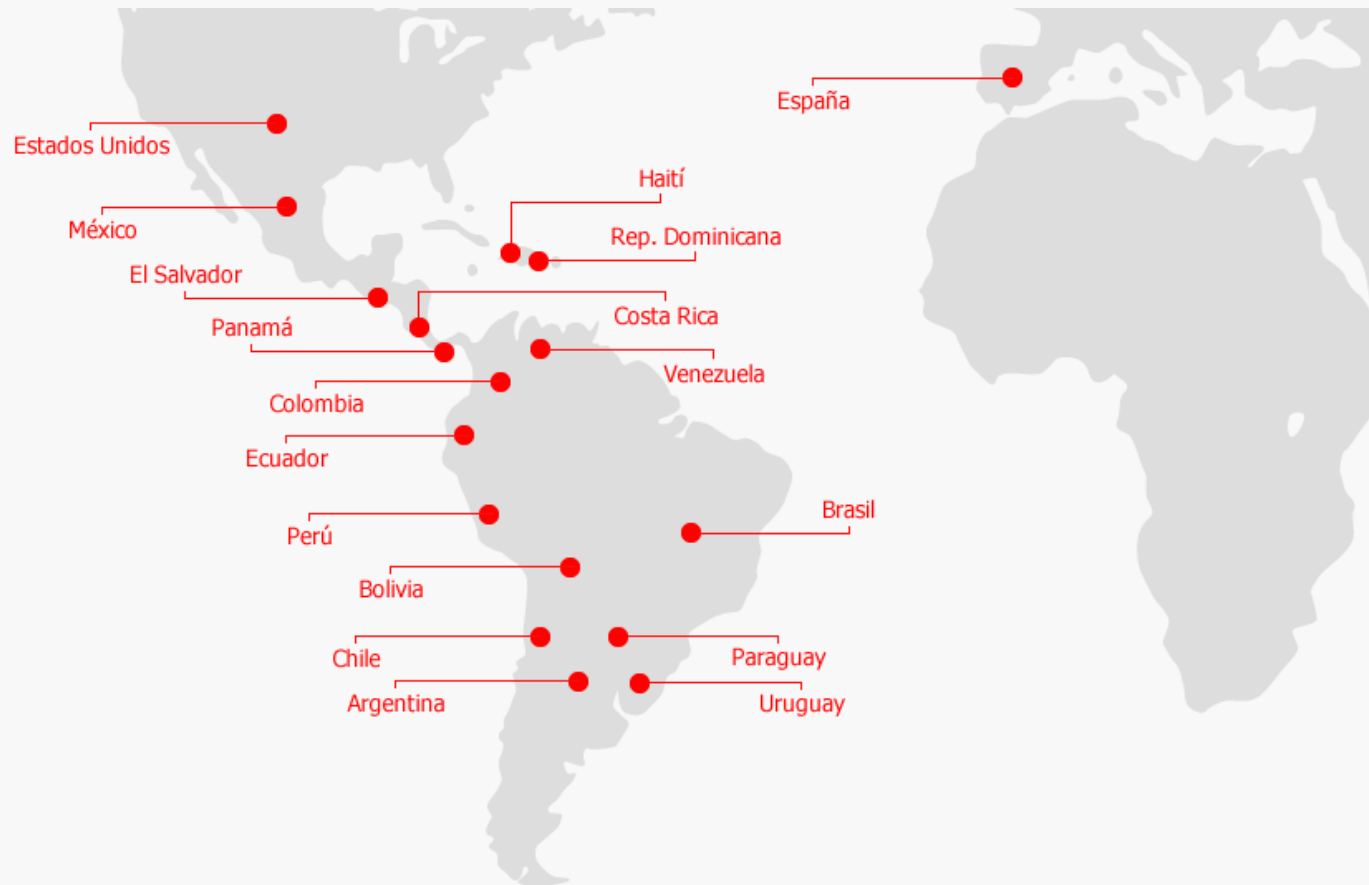 España
Estados Unidos
Haití
México
Rep. Dominicana
El Salvador
Costa Rica
Panamá
Venezuela
Colombia
Ecuador
Brasil
Perú
Bolivia
Chile
Paraguay
Argentina
Uruguay